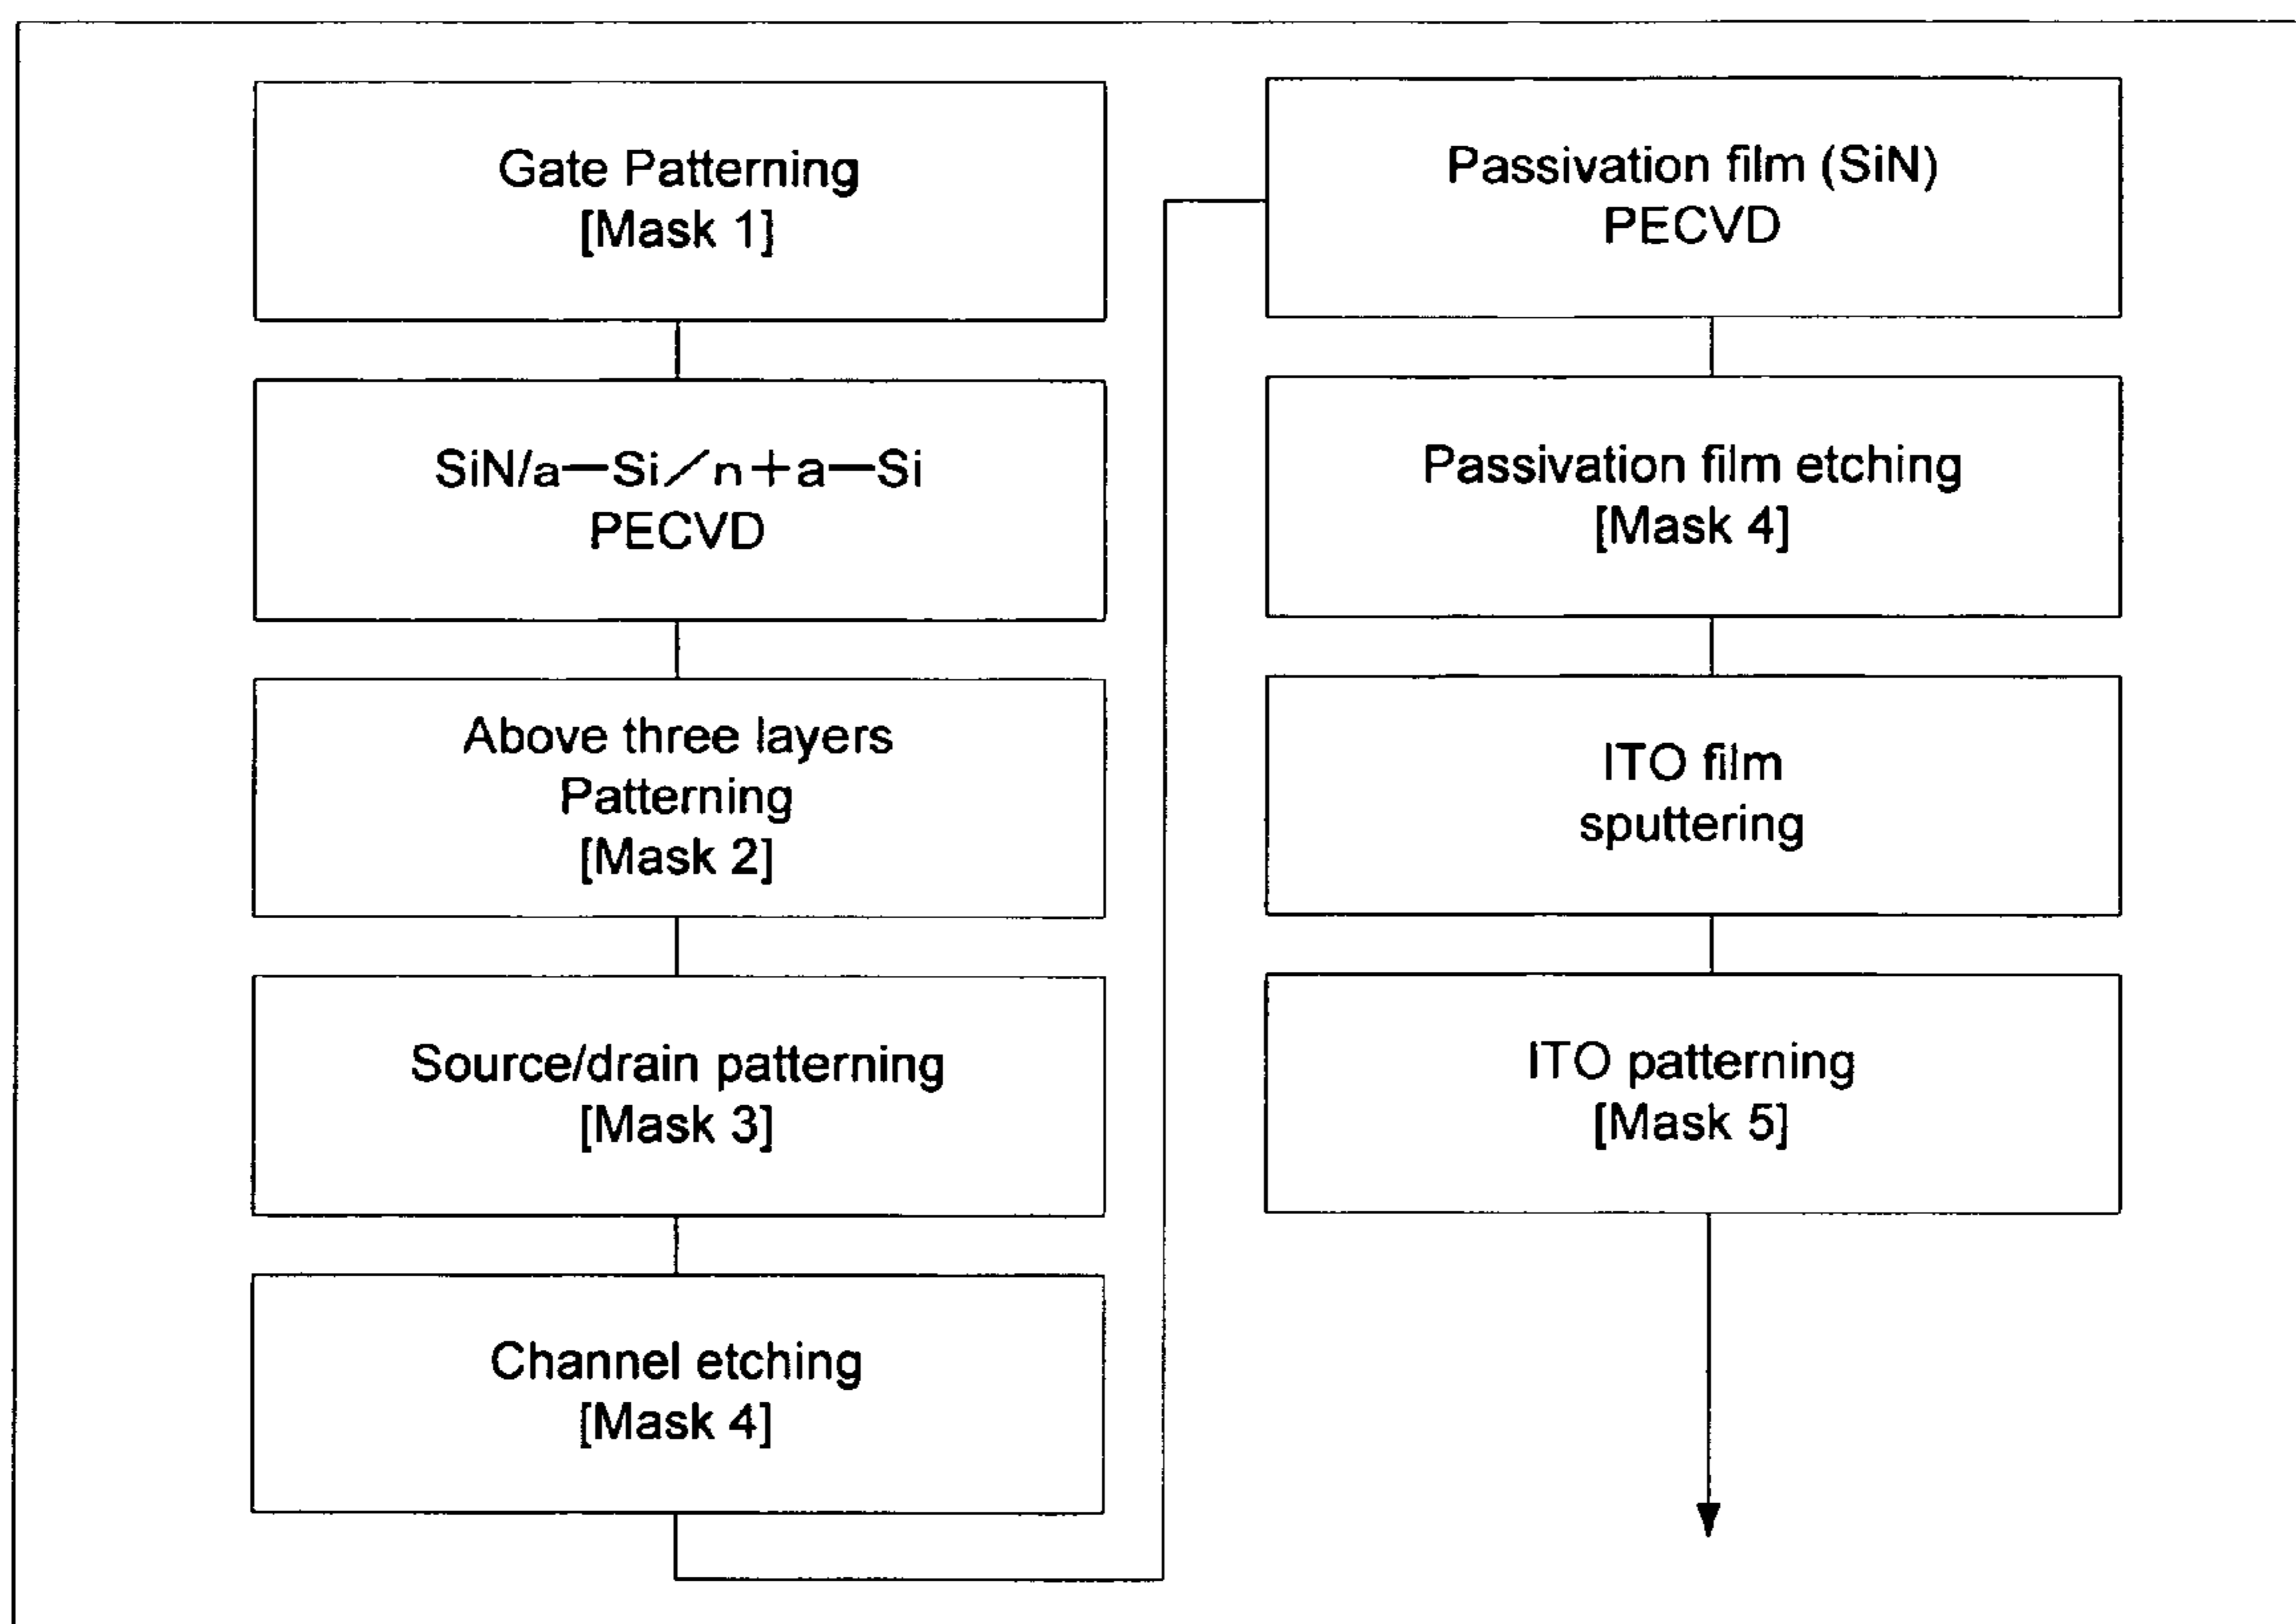 Gate Patterning
[Mask 1]
SiN/a—Si／n＋a—Si
PECVD
Above three layers
Patterning
[Mask 2]
Source/drain patterning
[Mask 3]
Channel etching
[Mask 4]
Passivation film (SiN)
PECVD
Passivation film etching
[Mask 4]
ITO film
sputtering
ITO patterning
[Mask 5]